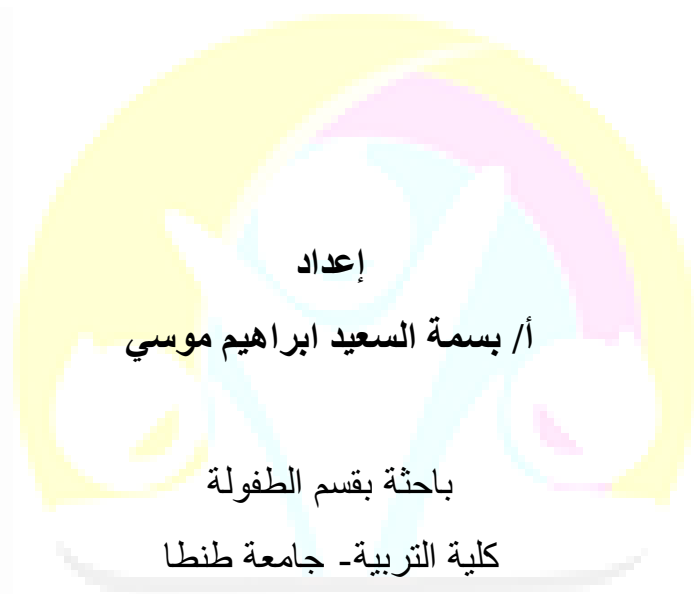 إعداد
أ/ بسمة السعيد ابراهيم موسي
باحثة بقسم الطفولة
كلية التربية- جامعة طنطا